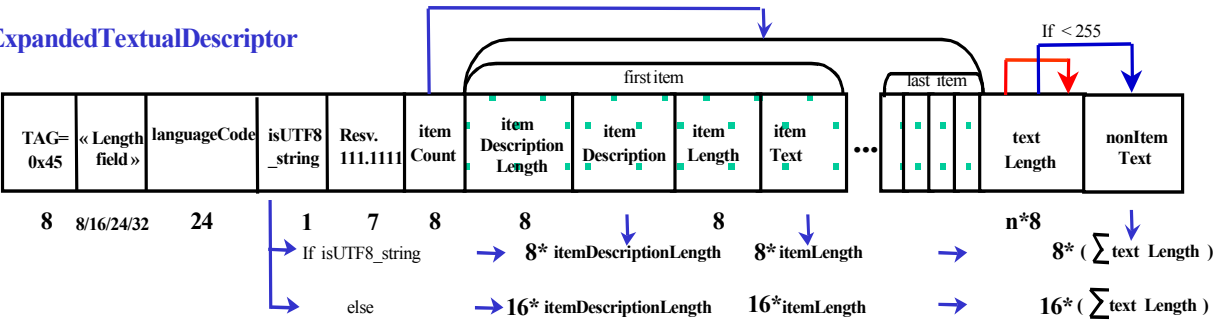 ExpandedTextualDescriptor
If < 255
first item
last item
TAG=
0x45
« Length
field »
languageCode
isUTF8
_string
Resv.
111.1111
item
Count
item
Description
Length
item
Description
item
Length
item
Text
•••
text
Length
nonItem
Text
8
8/16/24/32
24
1
7
8
8
8
n*8
If isUTF8_string
8* itemDescriptionLength
8* itemLength
8* ( ∑text Length )
else
16* itemDescriptionLength
16*itemLength
16* ( ∑text Length )